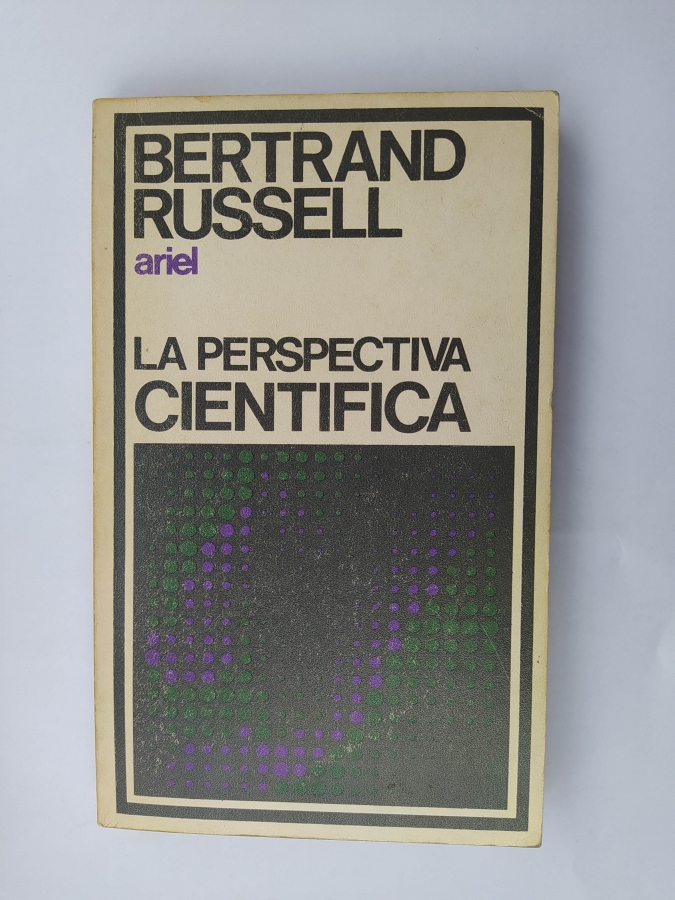 BERTRAND
RUSSELL
ariel
LA PERSPECTIVA
CIENTIFICA